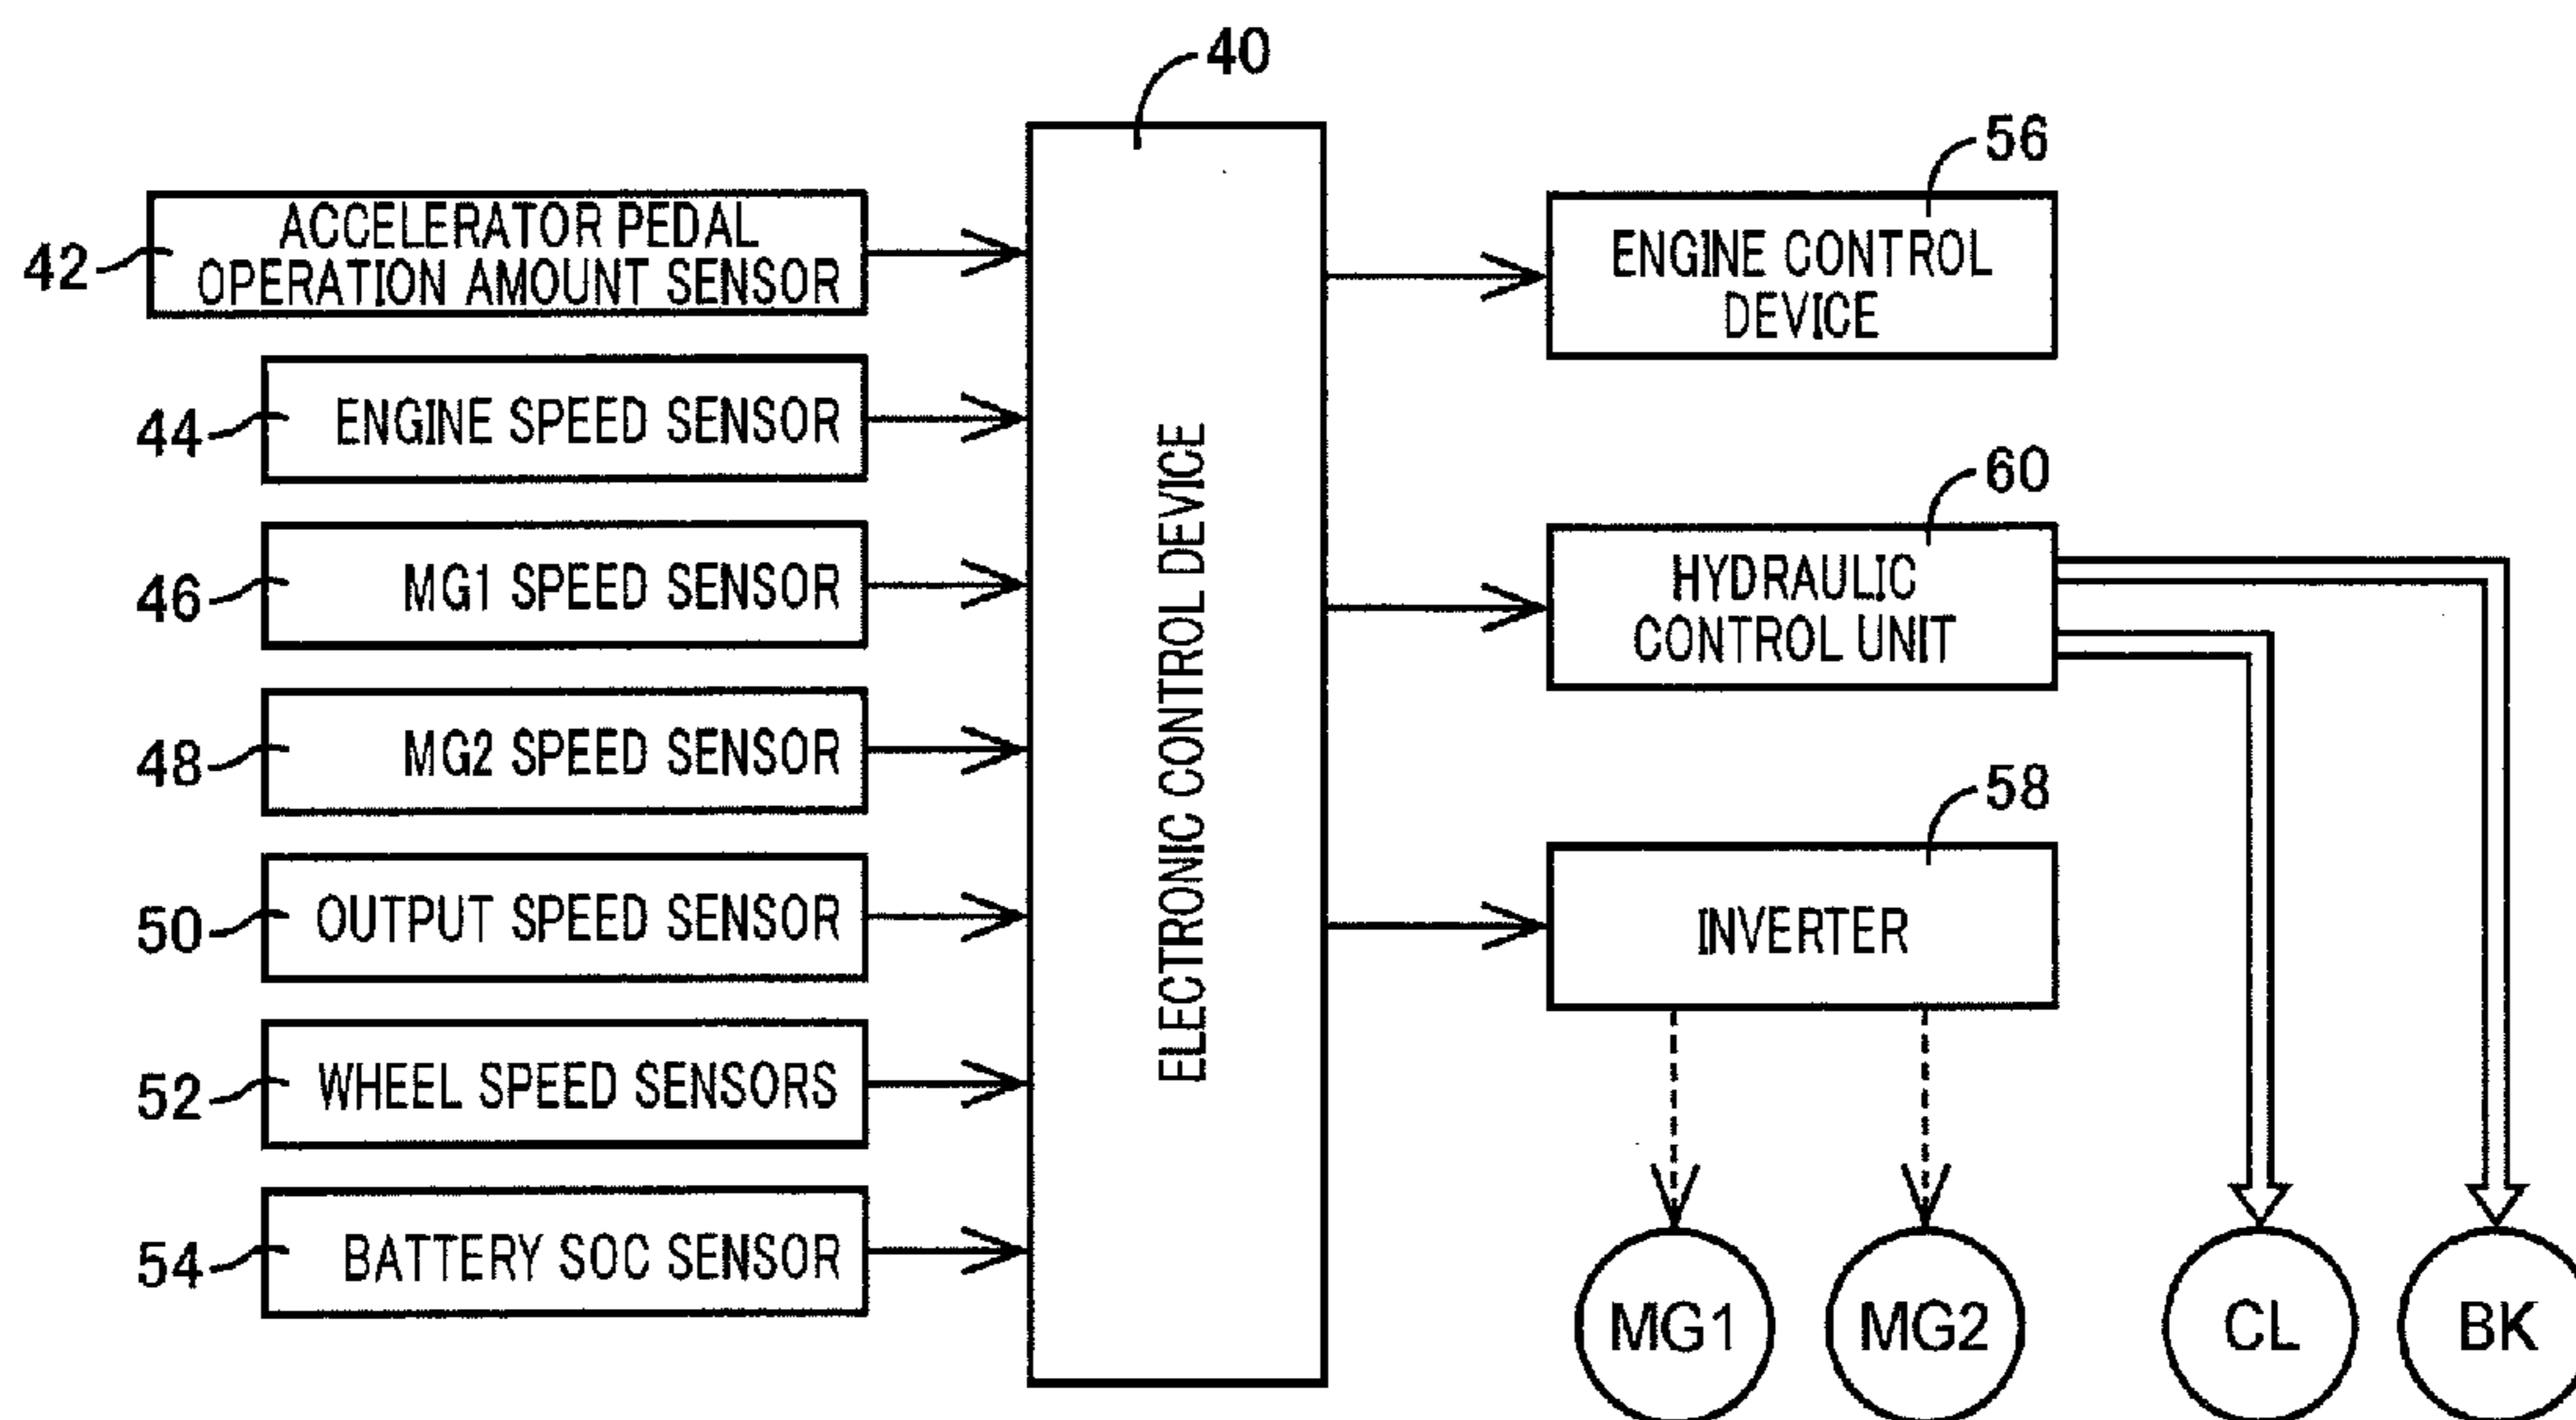 40
42
ACCELERATOR PEDAL
OPERATION AMOUNT SENSOR
44
ENGINE SPEED SENSOR
46
MG1 SPEED SENSOR
48
MG2 SPEED SENSOR
50
OUTPUT SPEED SENSOR
52
WHEEL SPEED SENSORS
54
BATTERY SOC SENSOR
ELECTRONIC CONTROL DEVICE
56
ENGINE CONTROL
DEVICE
60
HYDRAULIC
CONTROL UNIT
58
INVERTER
MG1
MG2
CL
BK